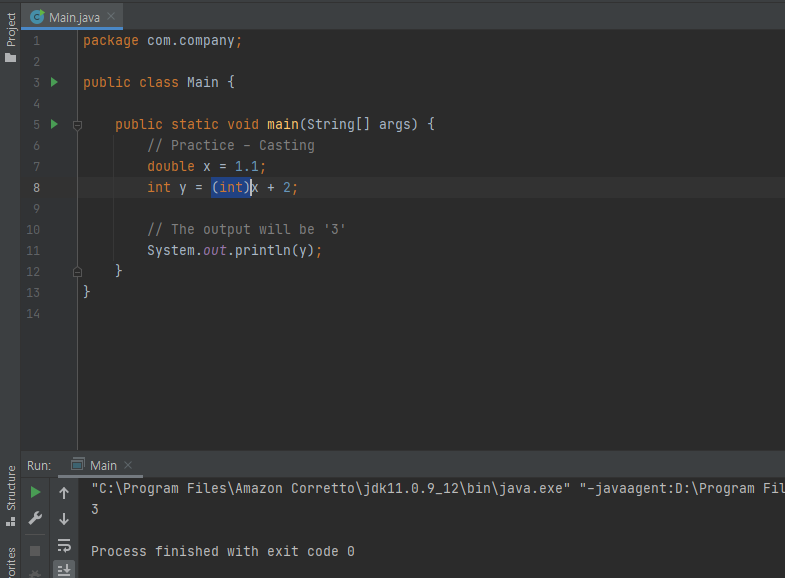 Project
Main.java
1 package com.company;
2
3 public class Main {
4
5 public static void main(String[] args) {
6 // Practice - Casting
7 double x = 1.1;
8 int y = (int)x + 2;
9
10 // The output will be '3'
11 System.out.println(y);
12 }
13 }
14
Structure
Run: Main
"C:\Program Files\Amazon Corretto\jdk11.0.9_12\bin\java.exe" "-javaagent:D:\Program Fil
3
Process finished with exit code 0
orites